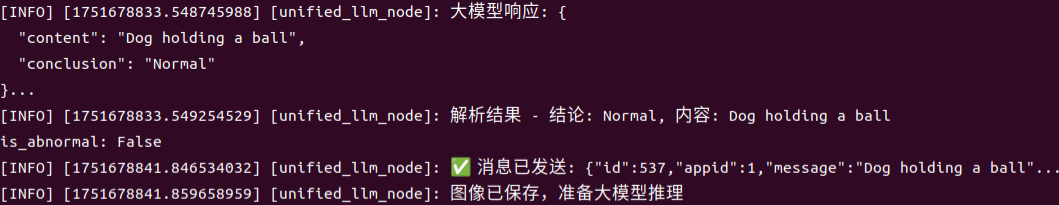 [INFO] [1751678833.548745988] [unified_llm_node]: 大模型响应: {
  "content": "Dog holding a ball",
  "conclusion": "Normal"
}...
[INFO] [1751678833.549254529] [unified_llm_node]: 解析结果 - 结论: Normal, 内容: Dog holding a ball
is_abnormal: False
[INFO] [1751678841.846534032] [unified_llm_node]: ✅ 消息已发送: {"id":537,"appid":1,"message":"Dog holding a ball"...
[INFO] [1751678841.859658959] [unified_llm_node]: 图像已保存，准备大模型推理